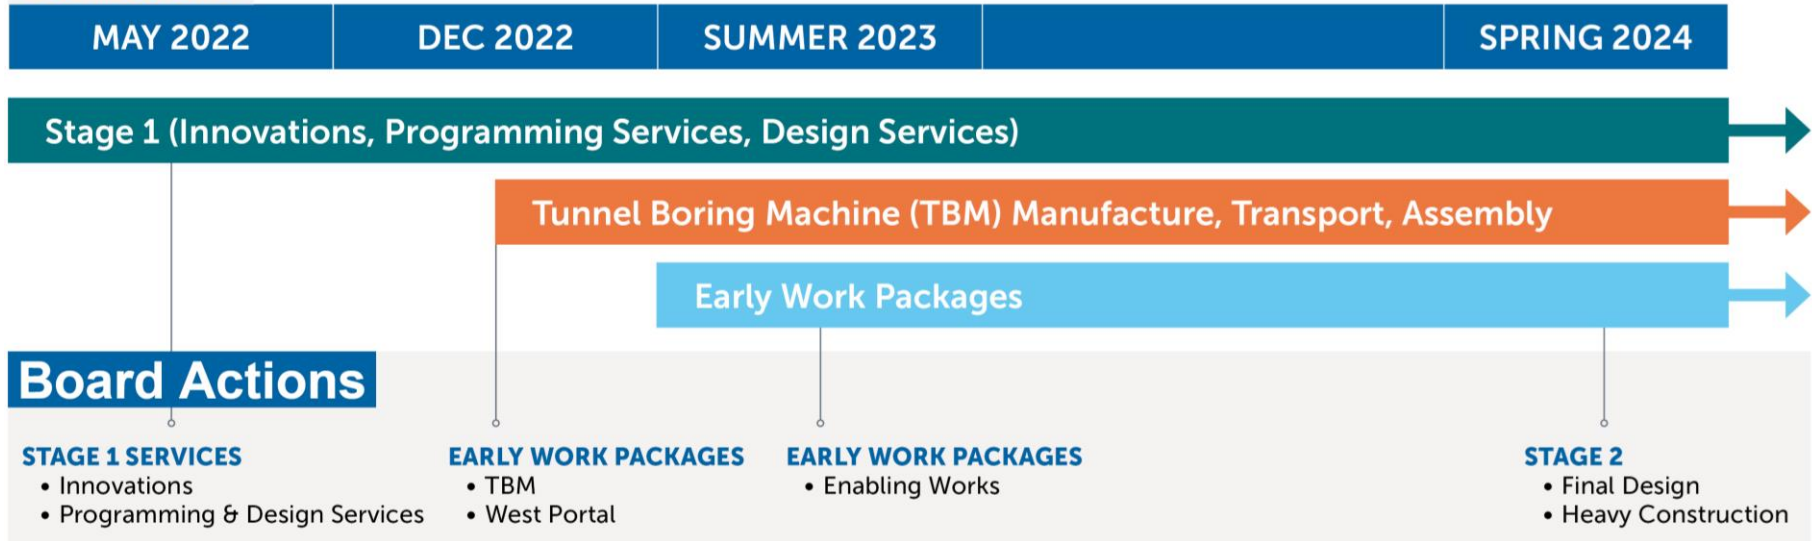 MAY 2022
DEC 2022
SUMMER 2023
SPRING 2024
Stage 1 (Innovations, Programming Services, Design Services)
Tunnel Boring Machine (TBM) Manufacture, Transport, Assembly
Early Work Packages
Board Actions
STAGE 1 SERVICES
• Innovations
• Programming & Design Services
EARLY WORK PACKAGES
• TBM
• West Portal
EARLY WORK PACKAGES
• Enabling Works
STAGE 2
• Final Design
• Heavy Construction